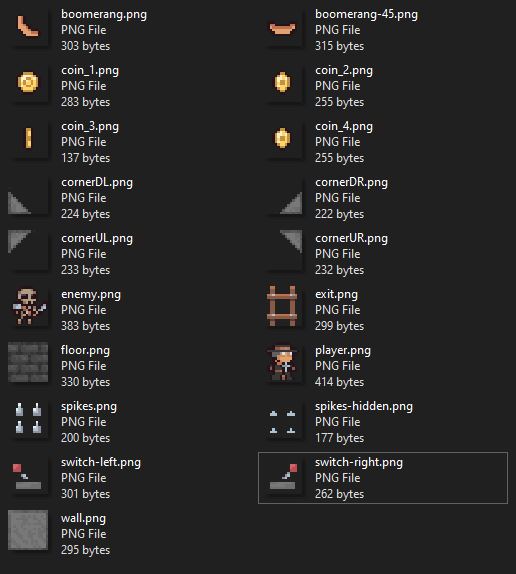 boomerang.png
PNG File
303 bytes
boomerang-45.png
PNG File
315 bytes
coin_1.png
PNG File
283 bytes
coin_2.png
PNG File
255 bytes
coin_3.png
PNG File
137 bytes
coin_4.png
PNG File
255 bytes
cornerDL.png
PNG File
224 bytes
cornerDR.png
PNG File
222 bytes
cornerUL.png
PNG File
233 bytes
cornerUR.png
PNG File
232 bytes
enemy.png
PNG File
383 bytes
exit.png
PNG File
299 bytes
floor.png
PNG File
330 bytes
player.png
PNG File
414 bytes
spikes.png
PNG File
200 bytes
spikes-hidden.png
PNG File
177 bytes
switch-left.png
PNG File
301 bytes
switch-right.png
PNG File
262 bytes
wall.png
PNG File
295 bytes